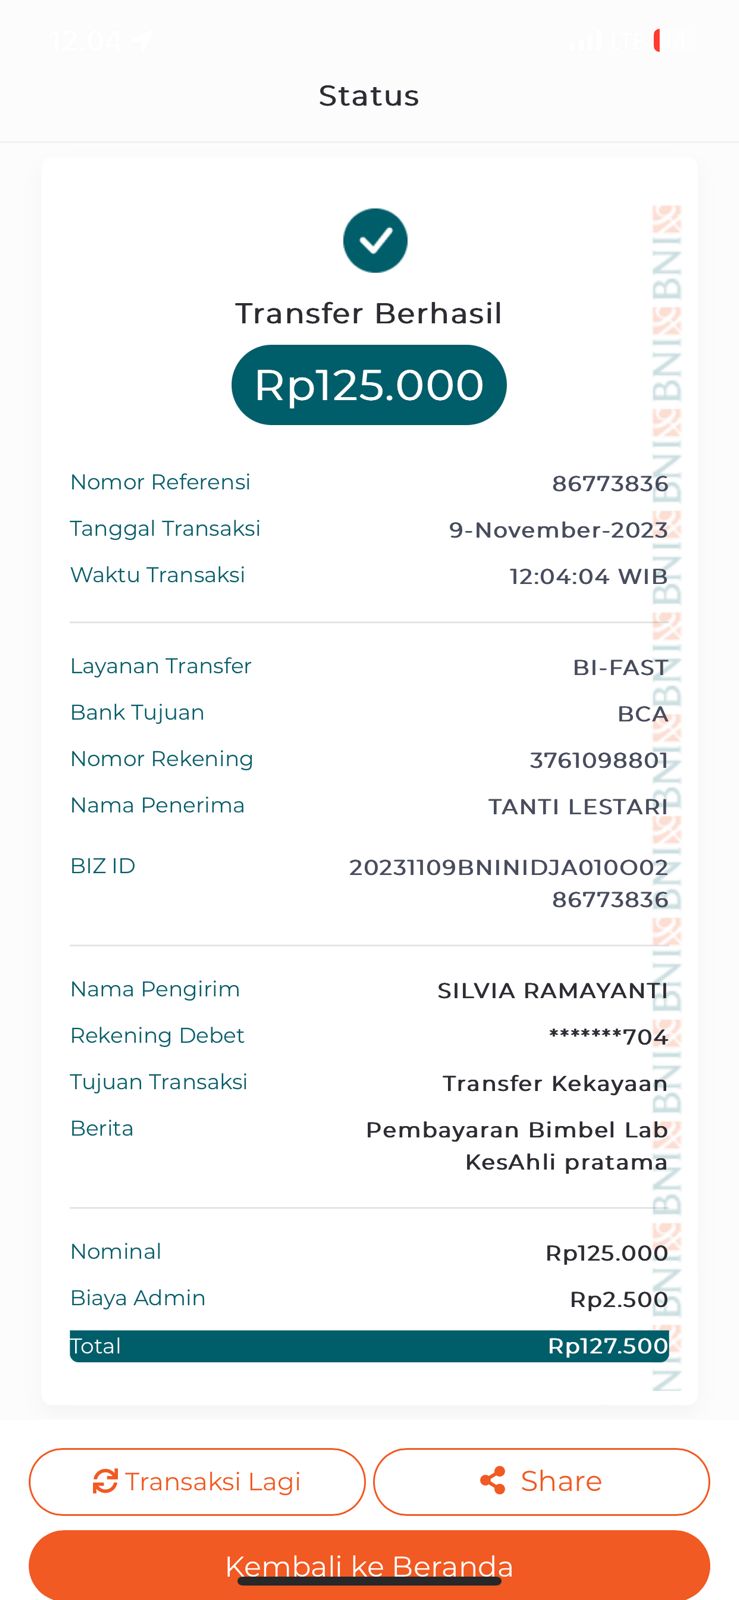 12.04
LTE
Status
Transfer Berhasil
Rp125.000
Nomor Referensi 86773836
Tanggal Transaksi 9-November-2023
Waktu Transaksi 12:04:04 WIB
Layanan Transfer BI-FAST
Bank Tujuan BCA
Nomor Rekening 3761098801
Nama Penerima TANTI LESTARI
BIZ ID 20231109BNINIDJA010O02
86773836
Nama Pengirim SILVIA RAMAYANTI
Rekening Debet *******704
Tujuan Transaksi Transfer Kekayaan
Berita Pembayaran Bimbel Lab
KesAhli pratama
Nominal Rp125.000
Biaya Admin Rp2.500
Total Rp127.500
BNI BNI BNI BNI BNI BNI BNI BNI BNI BNI BNI
Transaksi Lagi
Share
Kembali ke Beranda